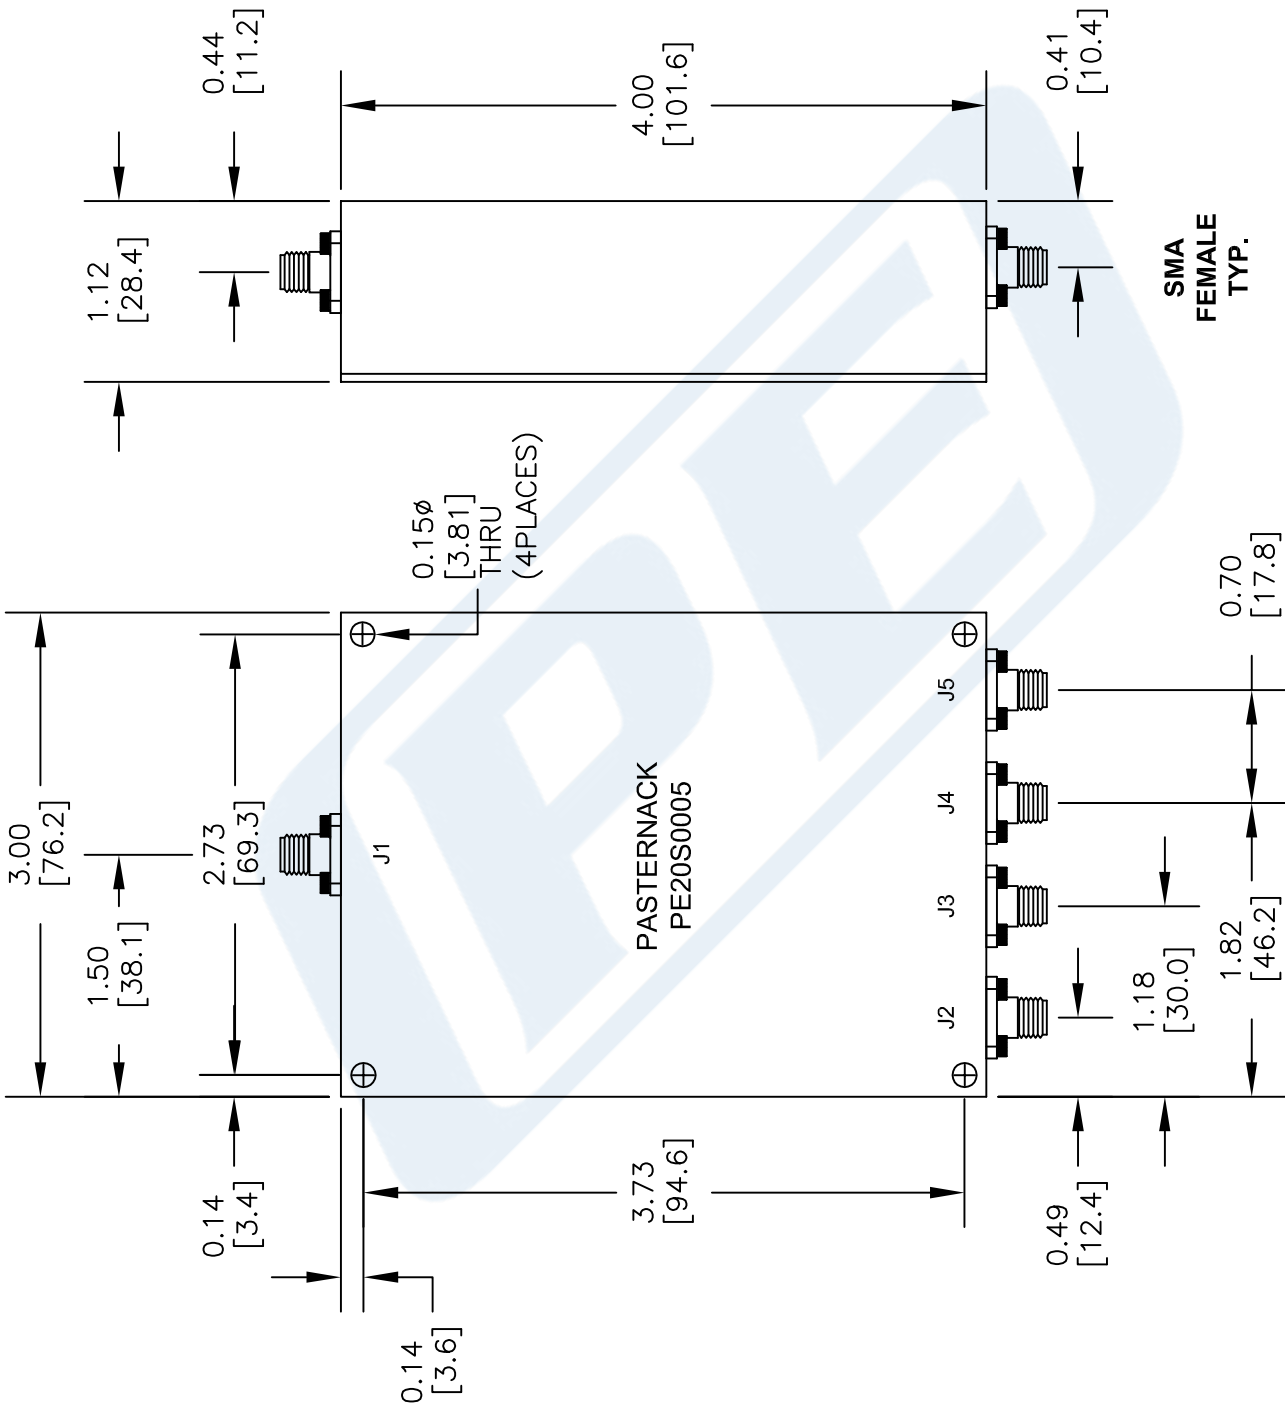 0.44
[11.2]
4.00
[101.6]
0.41
[10.4]
1.12
[28.4]
SMA
FEMALE
TYP.
0.15ø
[3.81]
THRU
(4PLACES)
0.70
[17.8]
3.00
[76.2]
2.73
[69.3]
1.50
[38.1]
J1
PASTERNACK
PE20S0005
J5
J4
J3
J2
1.82
[46.2]
1.18
[30.0]
0.14
[3.4]
3.73
[94.6]
0.49
[12.4]
0.14
[3.6]
PE